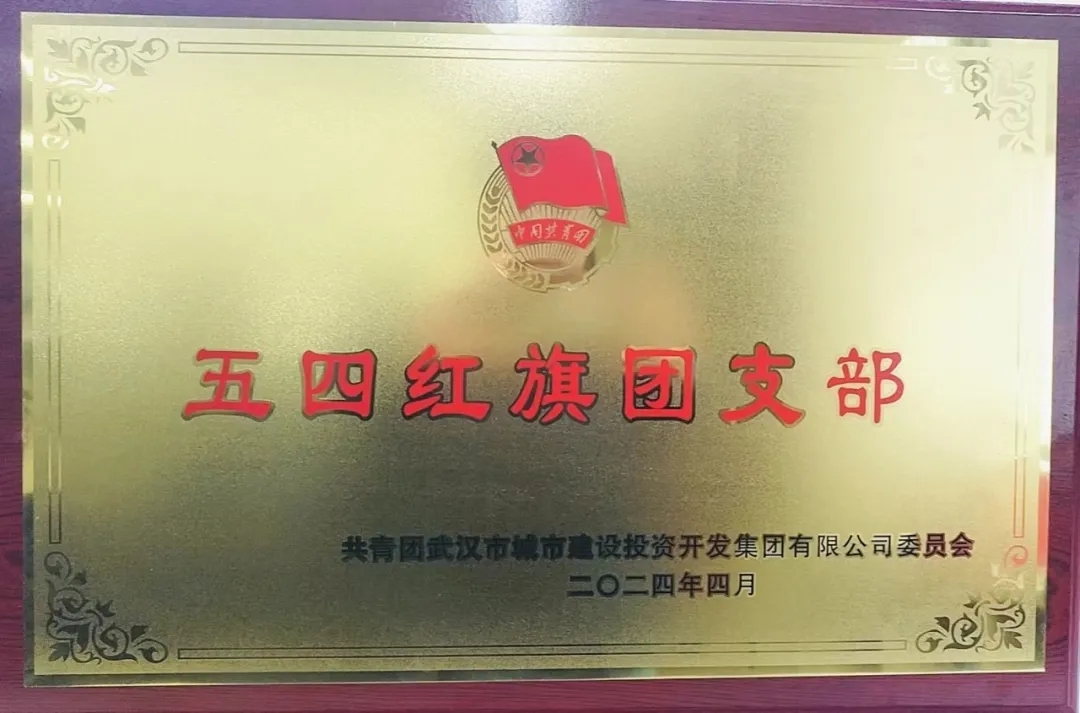 中国共青团
五四红旗团支部
共青团武汉市城市建设投资开发集团有限公司委员会
二〇二四年四月